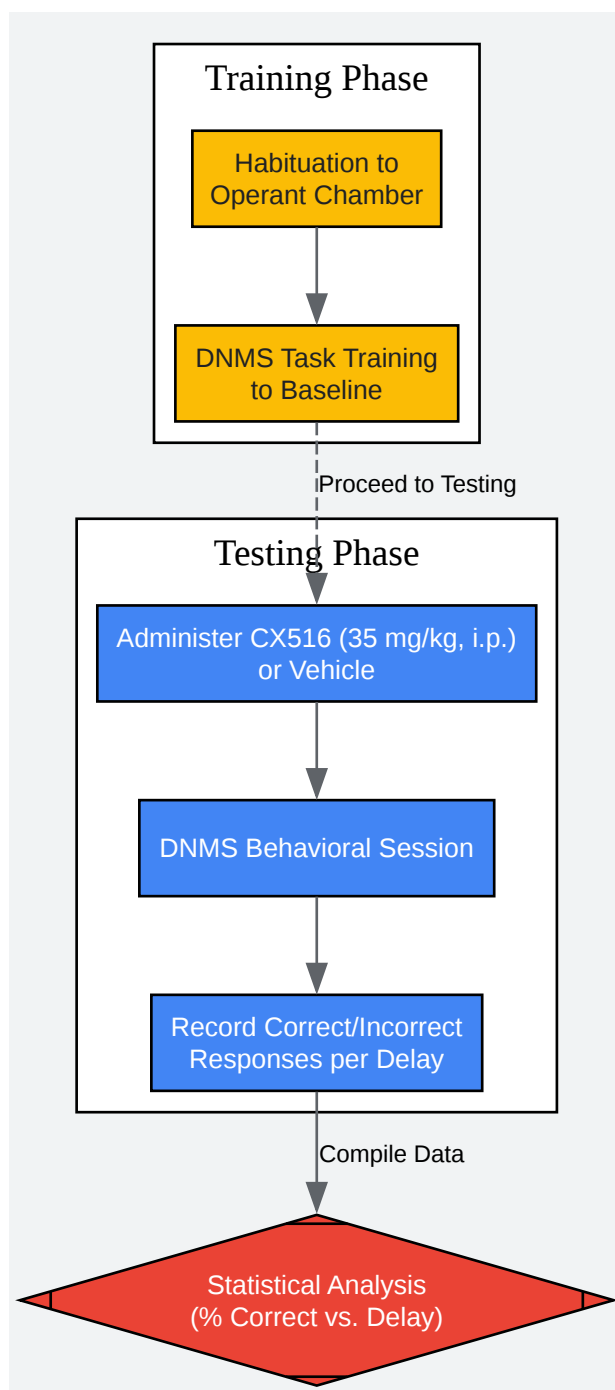 Training Phase
Habituation to
Operant Chamber
DNMS Task Training
to Baseline
Proceed to Testing
Testing Phase
Administer CX516 (35 mg/kg, i.p.)
or Vehicle
DNMS Behavioral Session
Record Correct/Incorrect
Responses per Delay
Compile Data
Statistical Analysis
(% Correct vs. Delay)